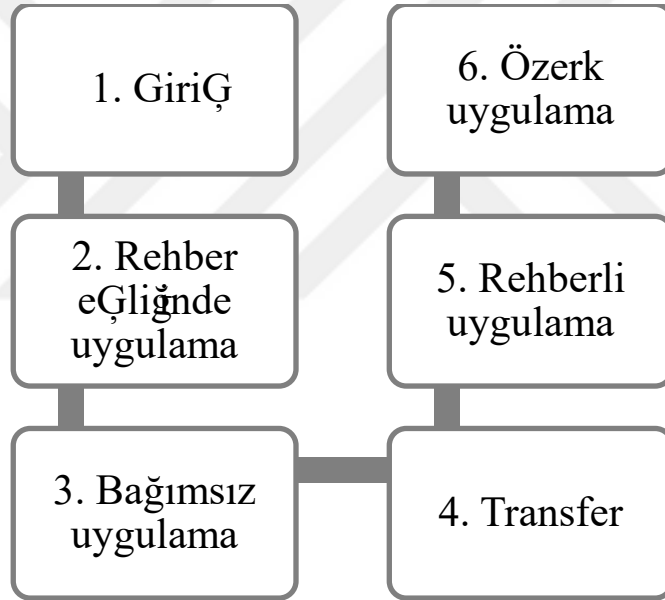 1. GiriĢ
2. Rehber
eĢliğinde
uygulama
3. Bağımsız
uygulama
4. Transfer
5. Rehberli
uygulama
6. Özerk
uygulama